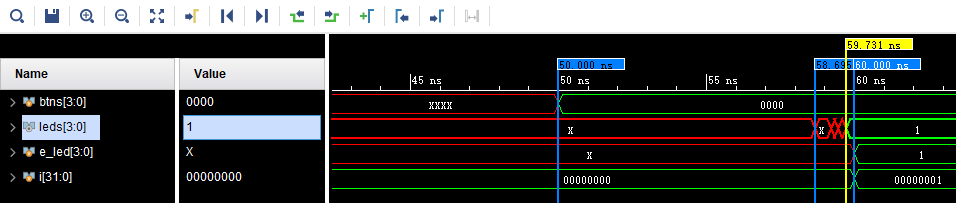 59.731 ns
50.000 ns
60.000 ns
45 ns
50 ns
55 ns
60 ns
Name
Value
btns[3:0]
0000
XXXX
0000
leds[3:0]
1
X
X
1
e_led[3:0]
X
X
1
i[31:0]
00000000
00000000
00000001